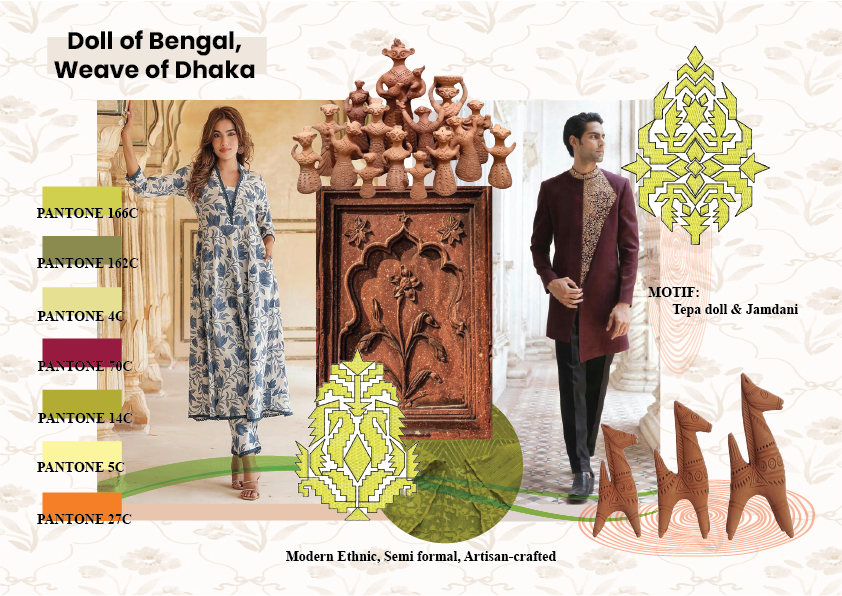 Doll of Bengal,
Weave of Dhaka
PANTONE 166C
PANTONE 162C
PANTONE 4C
PANTONE 70C
PANTONE 14C
PANTONE 5C
PANTONE 27C
MOTIF:
Tepa doll & Jamdani
Modern Ethnic, Semi formal, Artisan-crafted